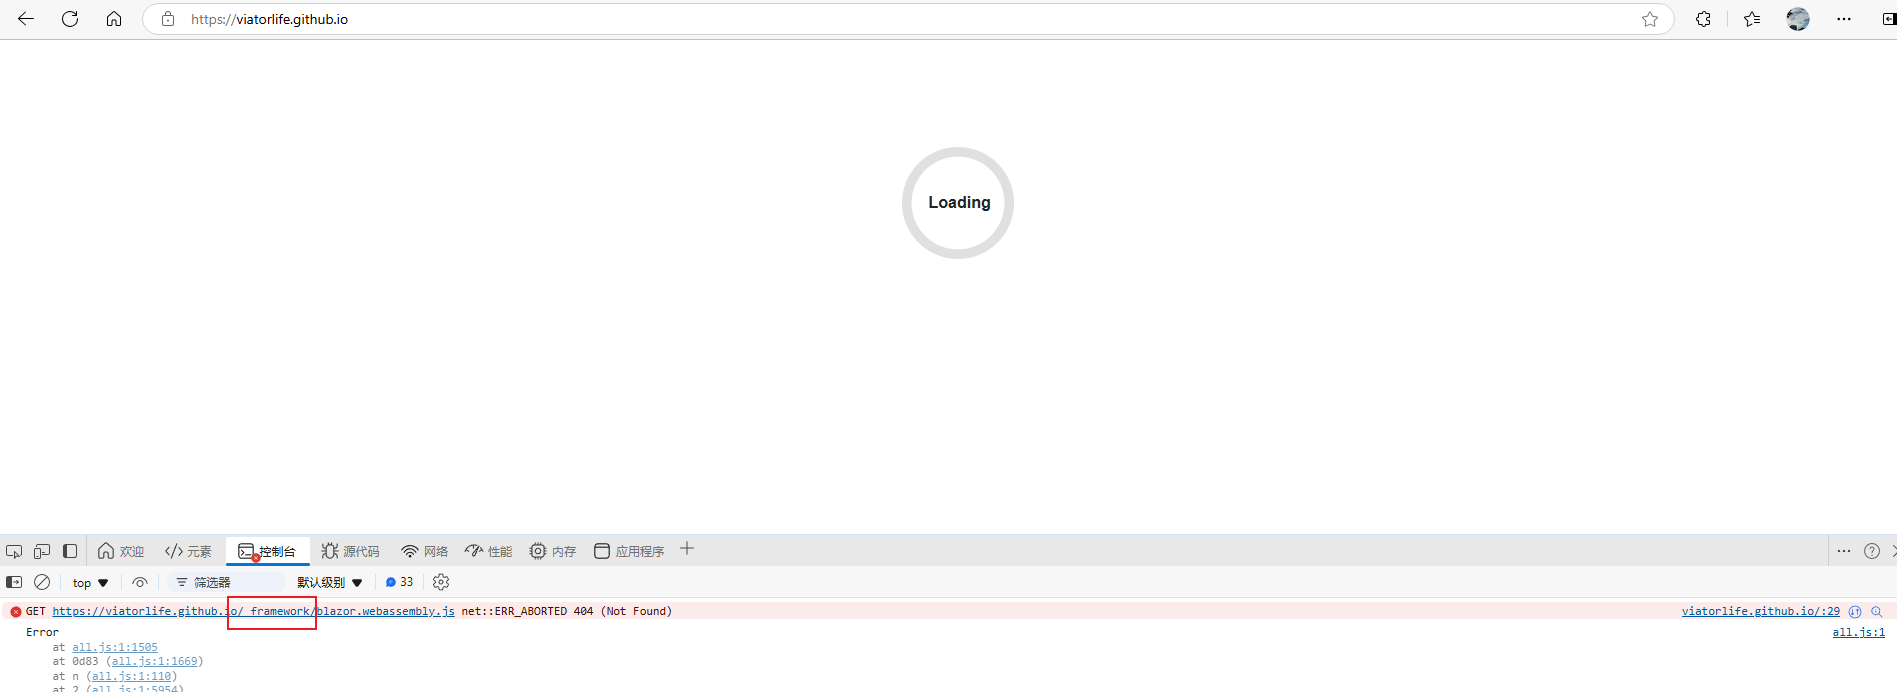 https://viatorlife.github.io
Loading
欢迎 元素 控制台 源代码 网络 性能 内存 应用程序
top 筛选器 默认级别 33
GET https://viatorlife.github.io/_framework/blazor.webassembly.js net::ERR_ABORTED 404 (Not Found) viatorlife.github.io/:29
Error all.js:1
at all.js:1:1505
at 0d83 (all.js:1:1669)
at n (all.js:1:110)
at 2 (all.js:1:5954)